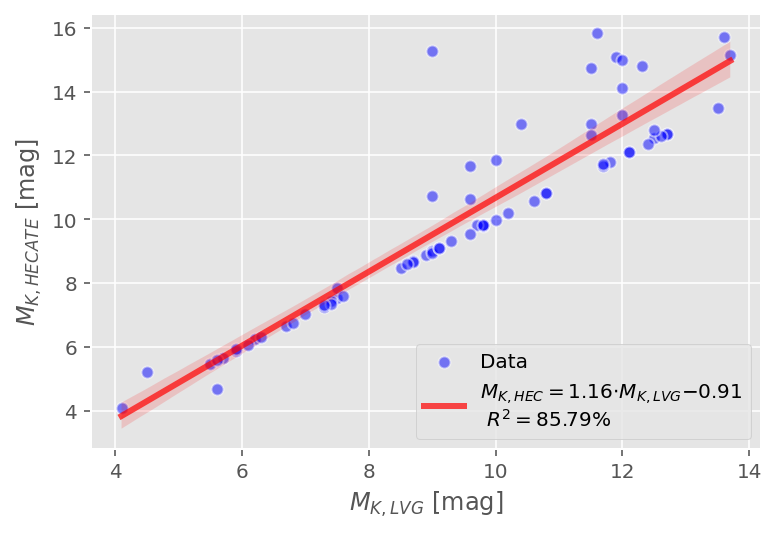 16
14
12
10
8
6
4
M_{K, HECATE} [mag]
Data
M_{K, HEC} = 1.16·M_{K, LVG} − 0.91
R² = 85.79%
4 6 8 10 12 14
M_{K, LVG} [mag]